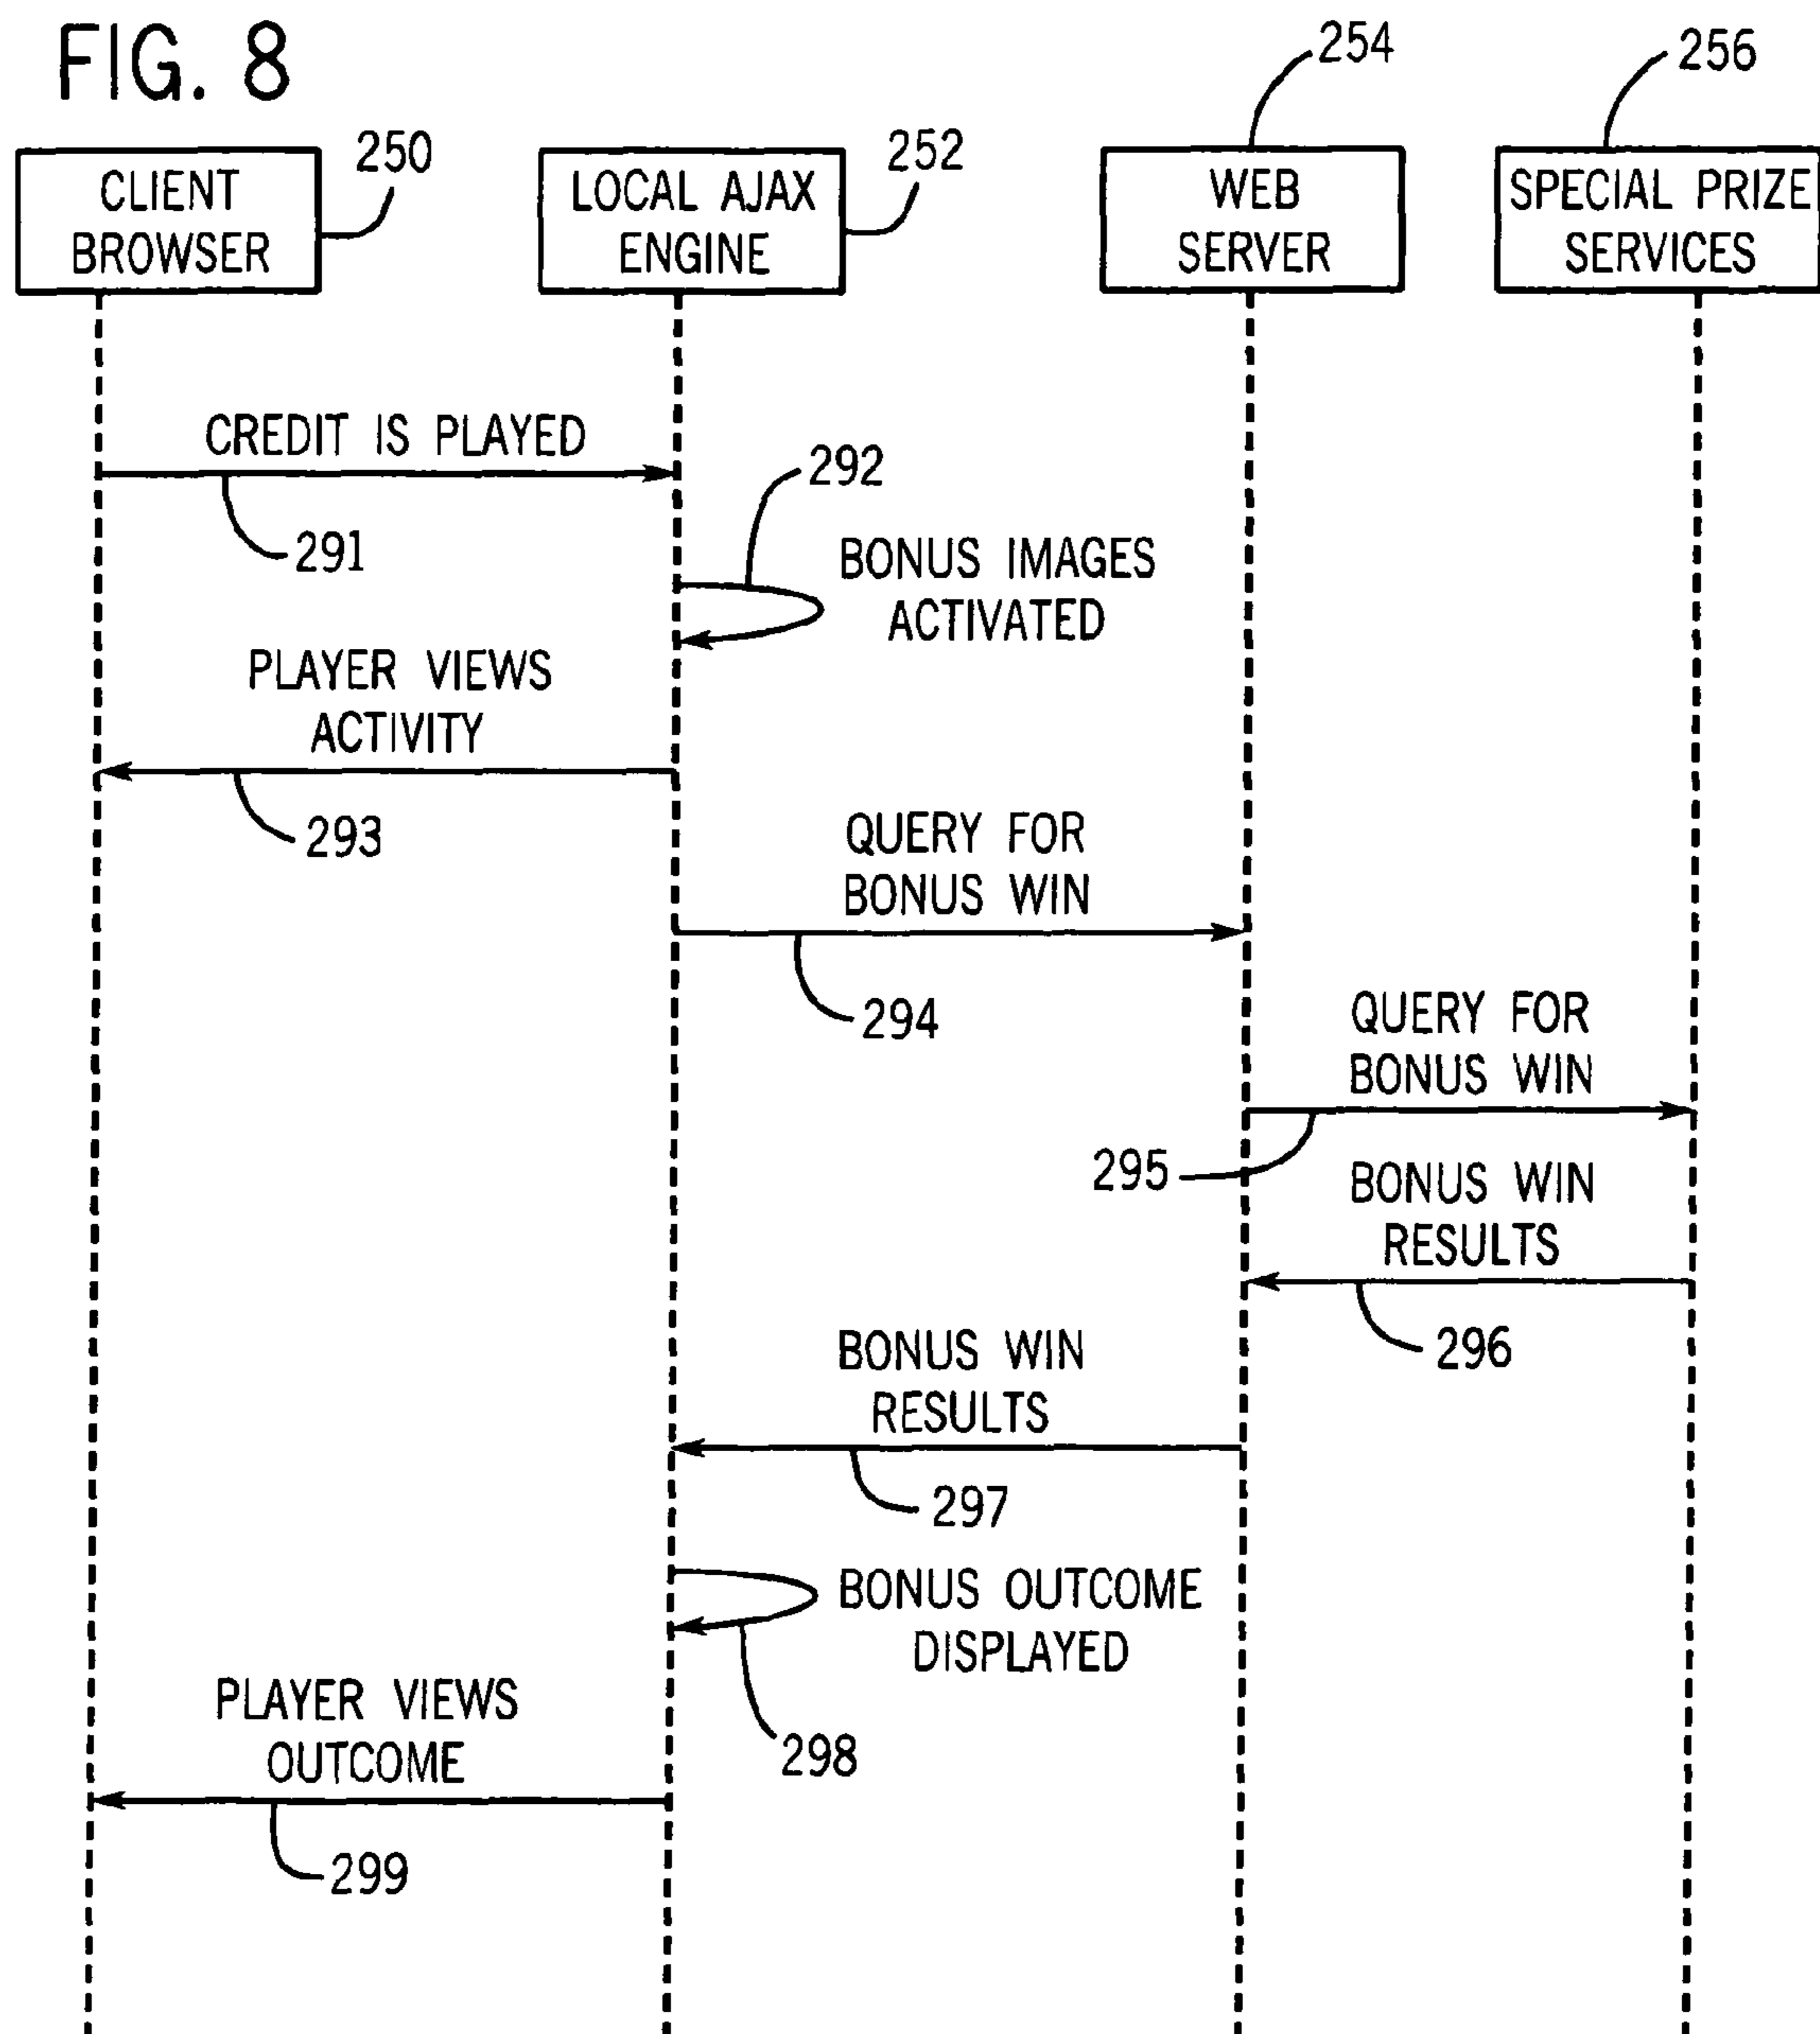 FIG. 8
254
256
250
252
CLIENT
BROWSER
LOCAL AJAX
ENGINE
WEB
SERVER
SPECIAL PRIZE
SERVICES
CREDIT IS PLAYED
291
292
BONUS IMAGES
ACTIVATED
PLAYER VIEWS
ACTIVITY
293
QUERY FOR
BONUS WIN
294
QUERY FOR
BONUS WIN
295
BONUS WIN
RESULTS
296
BONUS WIN
RESULTS
297
BONUS OUTCOME
DISPLAYED
298
PLAYER VIEWS
OUTCOME
299